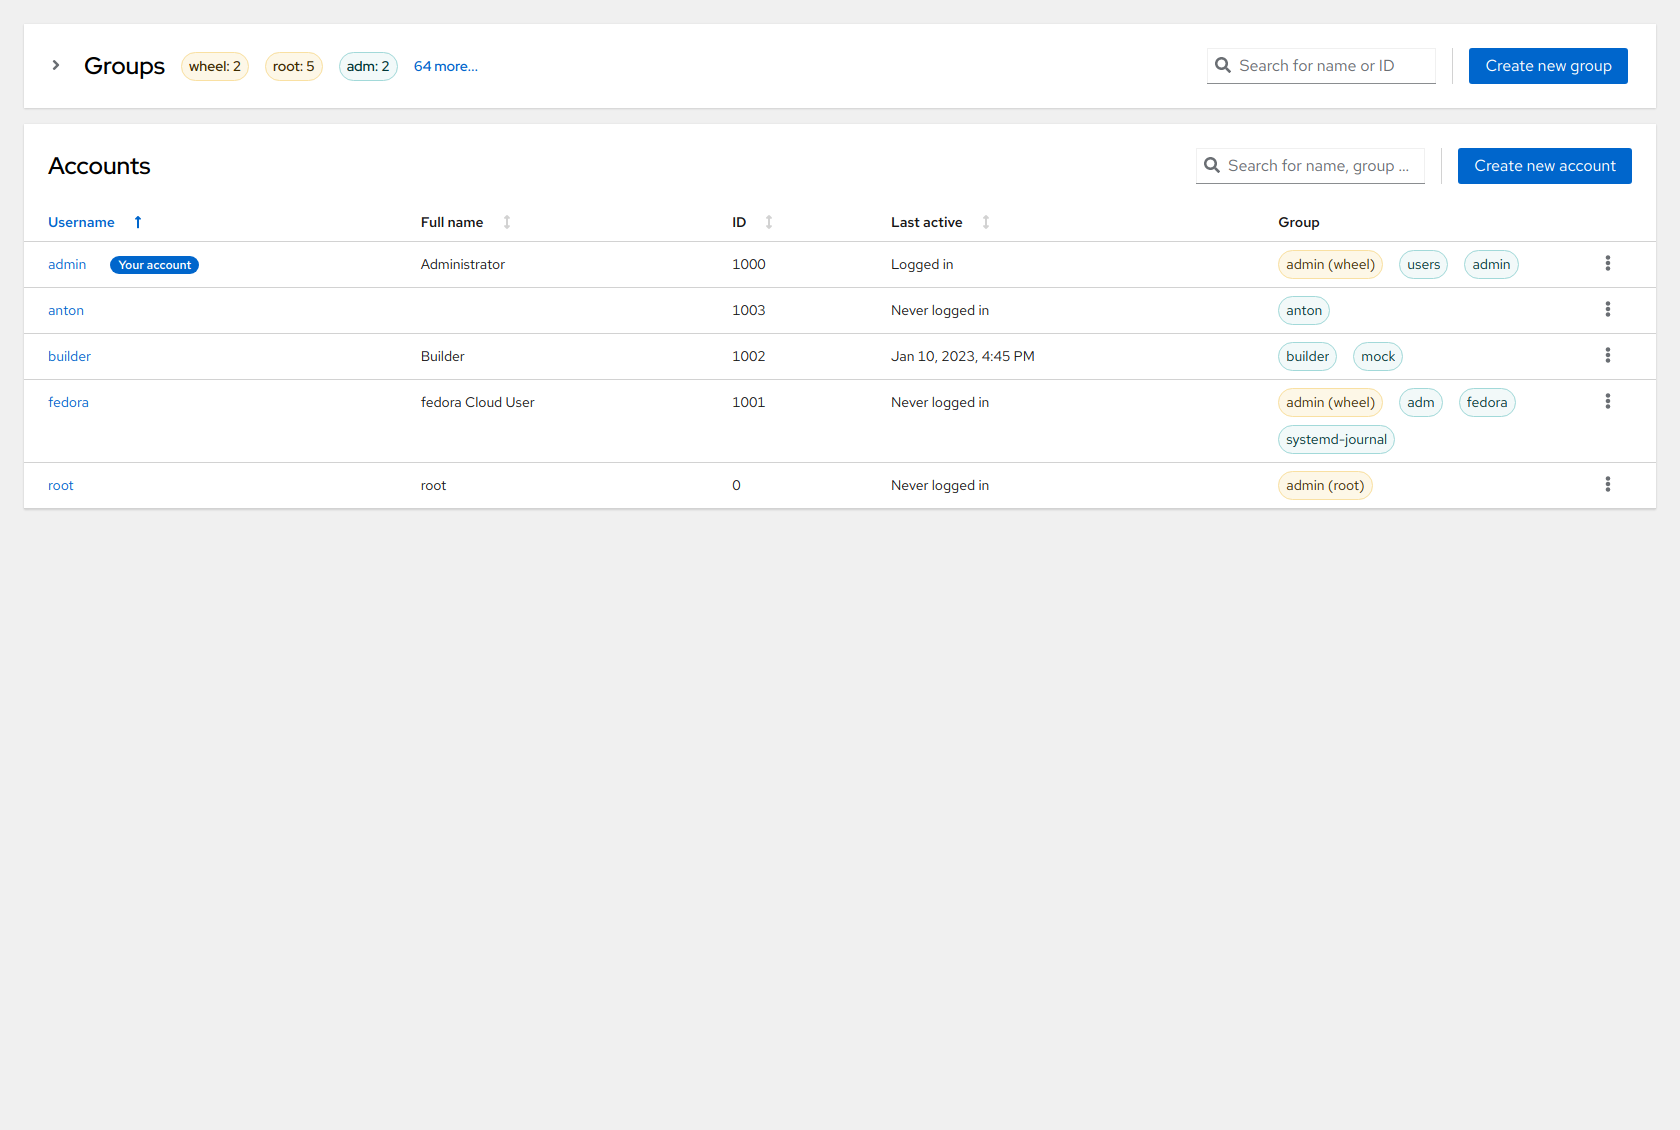 Groups wheel: 2 root: 5 adm: 2 64 more... Search for name or ID Create new group
Accounts Search for name, group ... Create new account
Username Full name ID Last active Group
admin Your account Administrator 1000 Logged in admin (wheel) users admin
anton 1003 Never logged in anton
builder Builder 1002 Jan 10, 2023, 4:45 PM builder mock
fedora fedora Cloud User 1001 Never logged in admin (wheel) adm fedora
systemd-journal
root root 0 Never logged in admin (root)